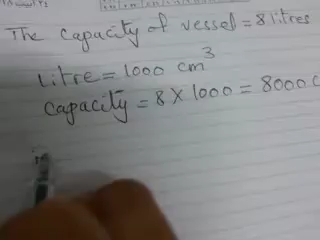 The Capacity of vessel = 8 litres
litre = 1000 cm³
Capacity = 8 × 1000 = 8000 c